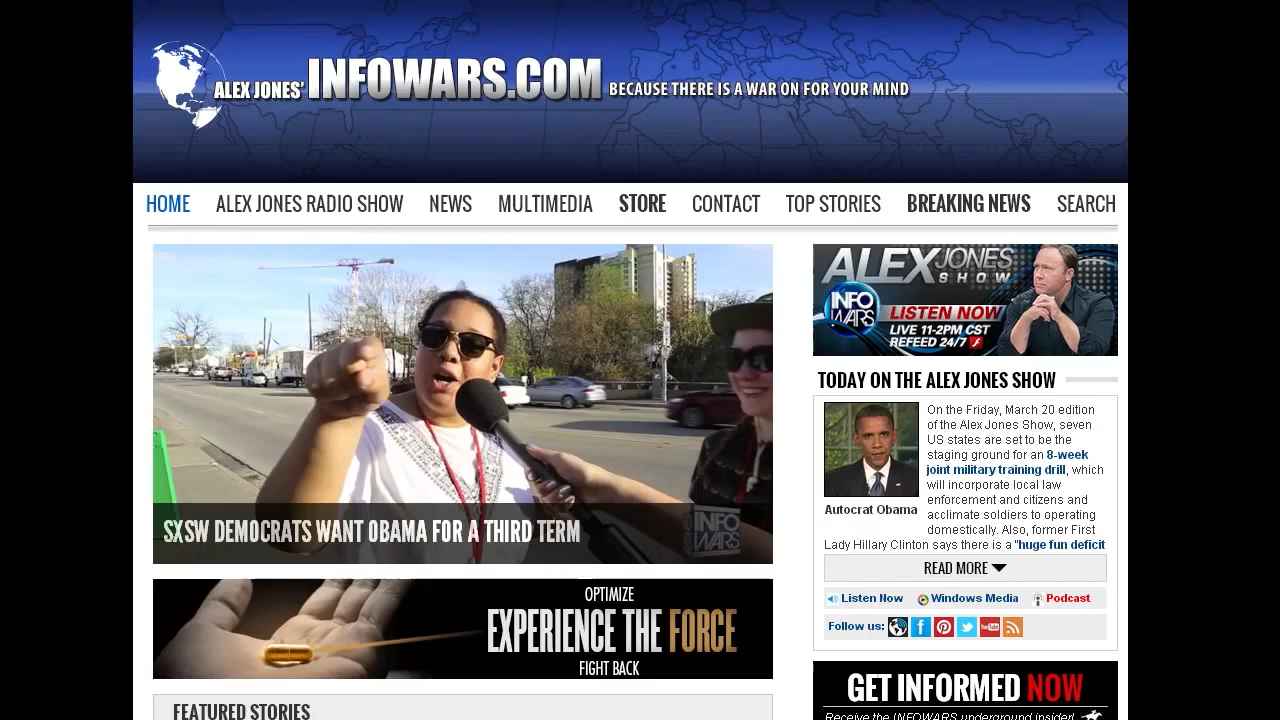 ALEX JONES' INFOWARS.COM BECAUSE THERE IS A WAR ON FOR YOUR MIND
HOME ALEX JONES RADIO SHOW NEWS MULTIMEDIA STORE CONTACT TOP STORIES BREAKING NEWS SEARCH
SXSW DEMOCRATS WANT OBAMA FOR A THIRD TERM
INFO
WARS
OPTIMIZE
EXPERIENCE THE FORCE
FIGHT BACK
FEATURED STORIES
ALEX JONES
SHOW
INFO
WARS
LISTEN NOW
LIVE 11-2PM CST
REFEED 24/7
TODAY ON THE ALEX JONES SHOW
On the Friday, March 20 edition
of the Alex Jones Show, seven
US states are set to be the
staging ground for an 8-week
joint military training drill, which
will incorporate local law
enforcement and citizens and
acclimate soldiers to operating
domestically. Also, former First
Lady Hillary Clinton says there is a "huge fun deficit
Autocrat Obama
READ MORE
Listen Now Windows Media Podcast
Follow us:
You Tube
GET INFORMED NOW
Receive the INFOWARS underground insider!